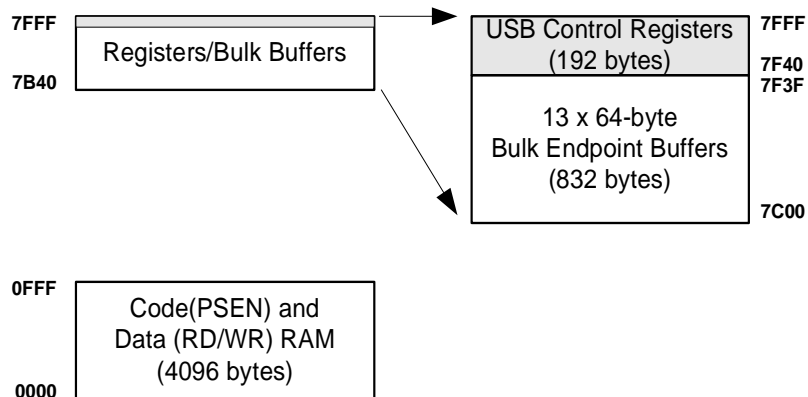 7FFF
Registers/Bulk Buffers
7B40
USB Control Registers
(192 bytes)
7FFF
7F40
7F3F
13 x 64-byte
Bulk Endpoint Buffers
(832 bytes)
7C00
0FFF
Code(PSEN) and
Data (RD/WR) RAM
(4096 bytes)
0000